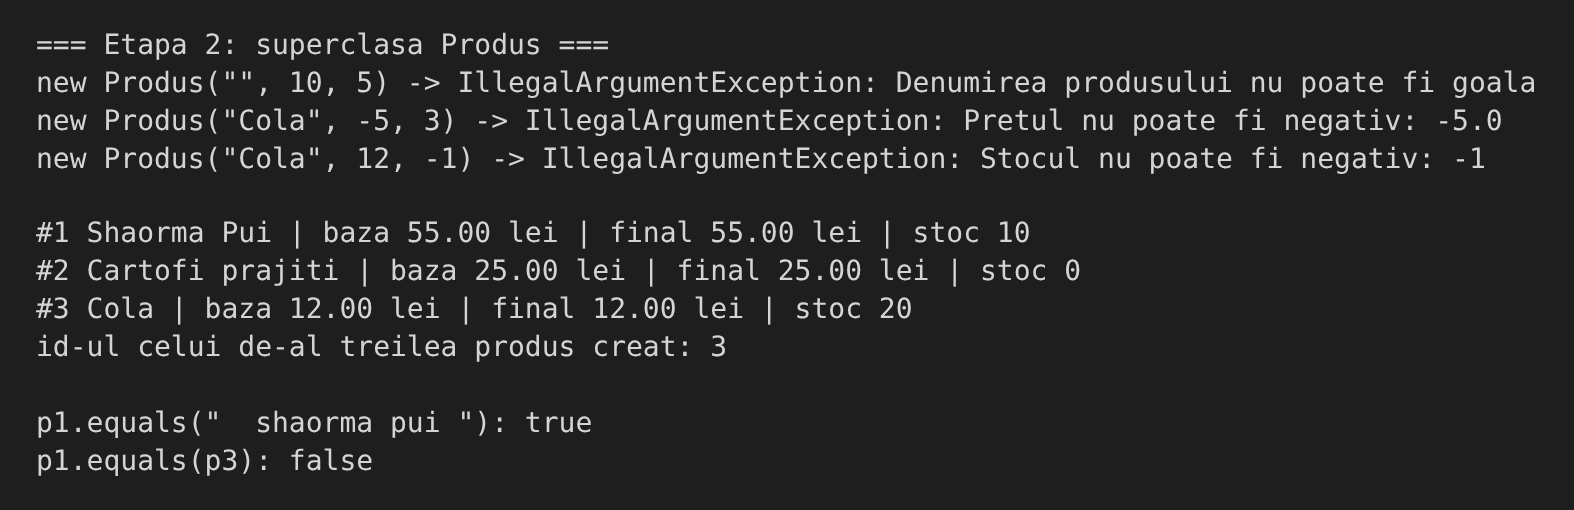 === Etapa 2: superclasa Produs ===
new Produs("", 10, 5) -> IllegalArgumentException: Denumirea produsului nu poate fi goala
new Produs("Cola", -5, 3) -> IllegalArgumentException: Pretul nu poate fi negativ: -5.0
new Produs("Cola", 12, -1) -> IllegalArgumentException: Stocul nu poate fi negativ: -1
#1 Shaorma Pui | baza 55.00 lei | final 55.00 lei | stoc 10
#2 Cartofi prajiti | baza 25.00 lei | final 25.00 lei | stoc 0
#3 Cola | baza 12.00 lei | final 12.00 lei | stoc 20
id-ul celui de-al treilea produs creat: 3
p1.equals("  shaorma pui "): true
p1.equals(p3): false